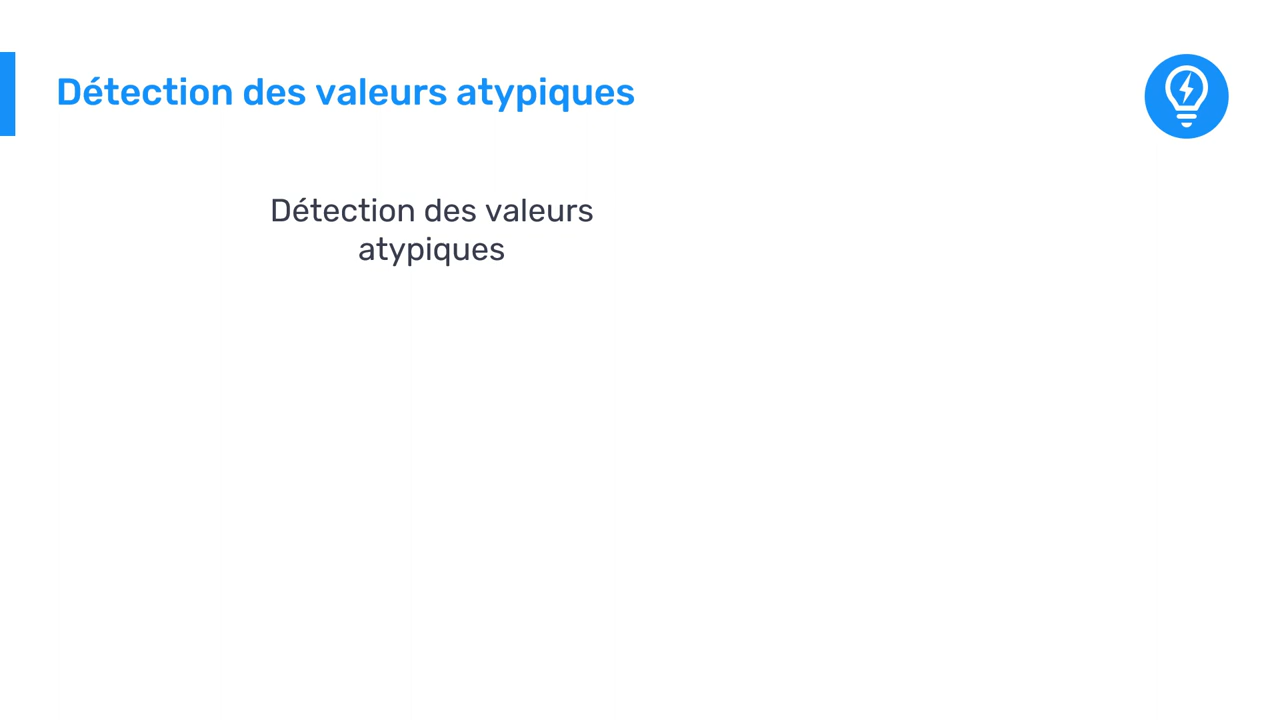 Détection des valeurs atypiques
Détection des valeurs
atypiques